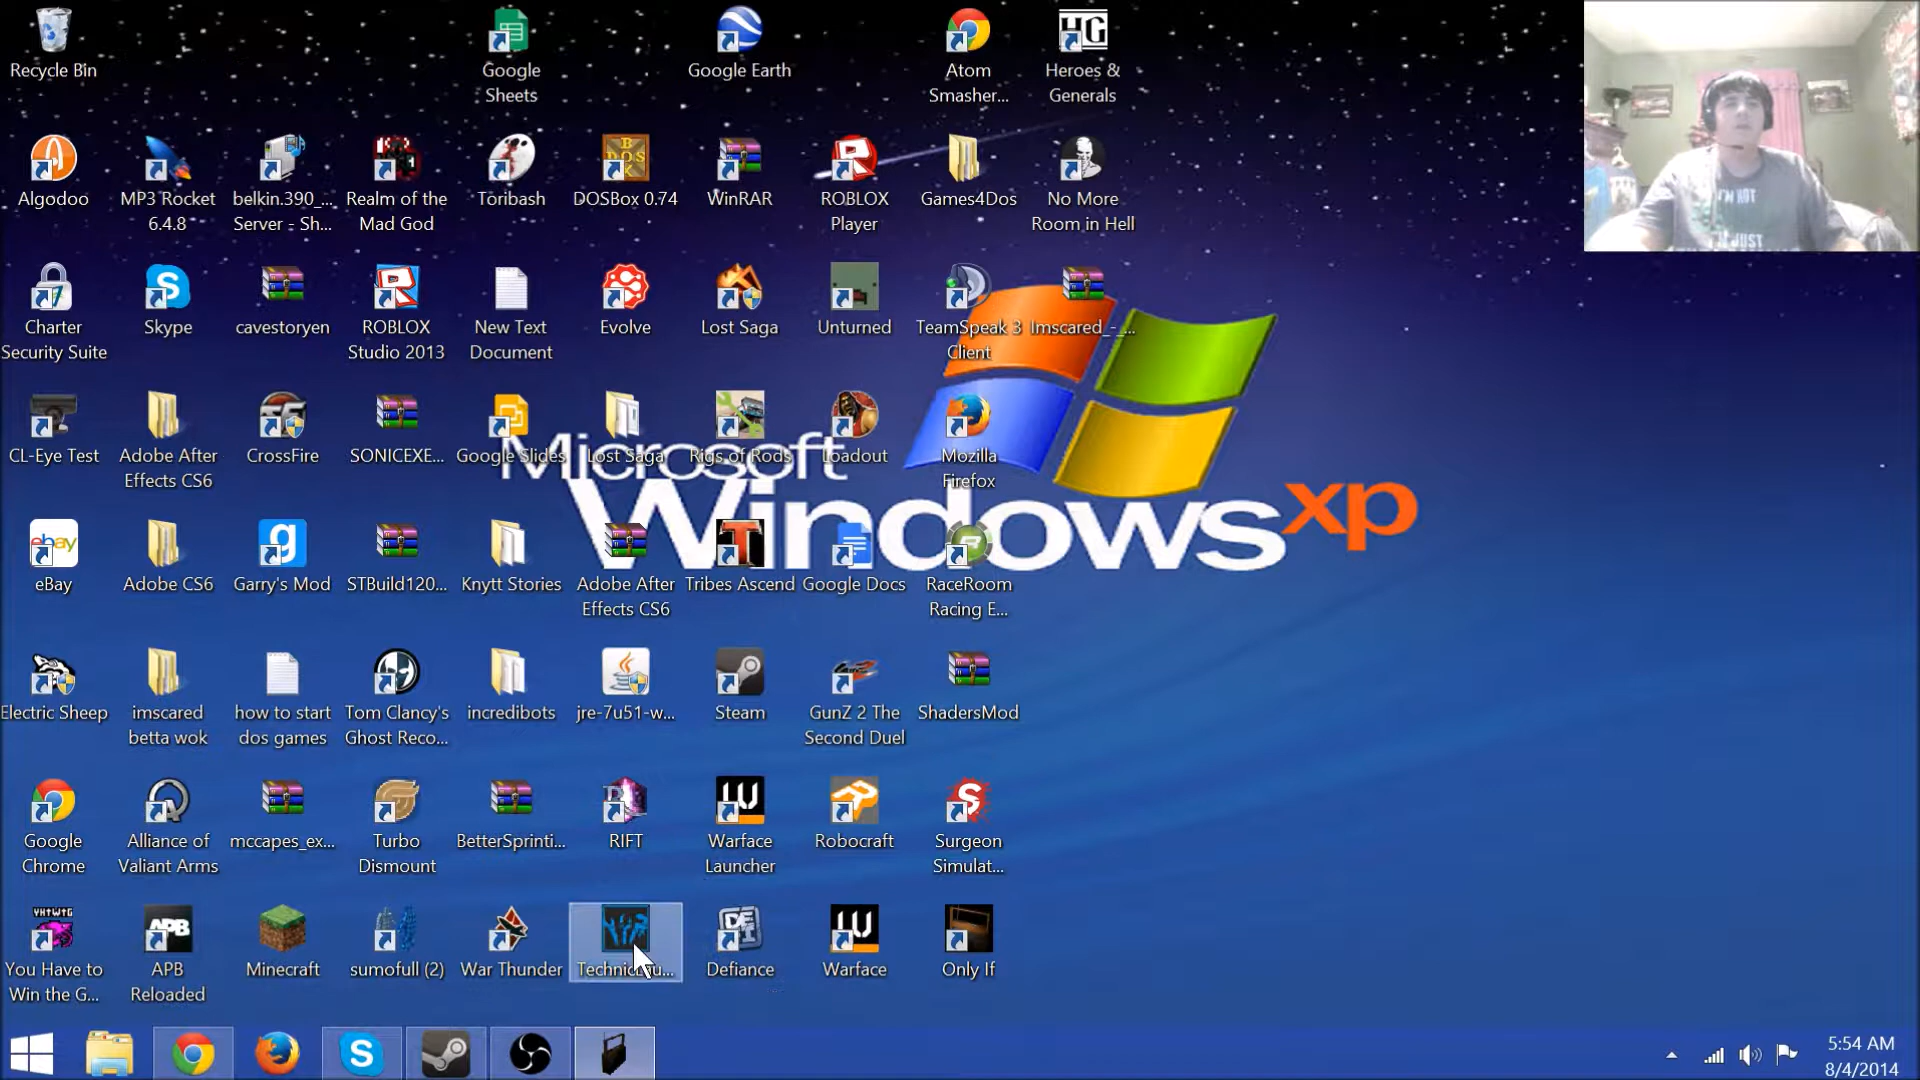 Recycle Bin
Google
Sheets
Google Earth
Atom
Smasher...
HG
Heroes &
Generals
Algodoo
MP3 Rocket
6.4.8
belkin.390_...
Server - Sh...
Realm of the
Mad God
Toribash
DOSBox 0.74
WinRAR
ROBLOX
Player
Games4Dos
No More
Room in Hell
Charter
Security Suite
Skype
cavestoryen
ROBLOX
Studio 2013
New Text
Document
Evolve
Lost Saga
Unturned
TeamSpeak 3
Client
Imscared_-_...
CL-Eye Test
Adobe After
Effects CS6
CrossFire
SONICEXE...
Google Slides
Lost Saga
Rigs of Rods
Loadout
Mozilla
Firefox
Microsoft
Windows xp
ebay
eBay
Adobe CS6
Garry's Mod
STBuild120...
Knytt Stories
Adobe After
Effects CS6
Tribes Ascend
Google Docs
RaceRoom
Racing E...
Electric Sheep
imscared
betta wok
how to start
dos games
Tom Clancy's
Ghost Reco...
incredibots
jre-7u51-w...
Steam
GunZ 2 The
Second Duel
ShadersMod
Google
Chrome
Alliance of
Valiant Arms
mccapes_ex...
Turbo
Dismount
BetterSprinti...
RIFT
Warface
Launcher
Robocraft
Surgeon
Simulat...
YHtWtG
You Have to
Win the G...
APB
APB
Reloaded
Minecraft
sumofull (2)
War Thunder
Defiance
Warface
Only If
5:54 AM
8/4/2014
I'M NOT
JUST